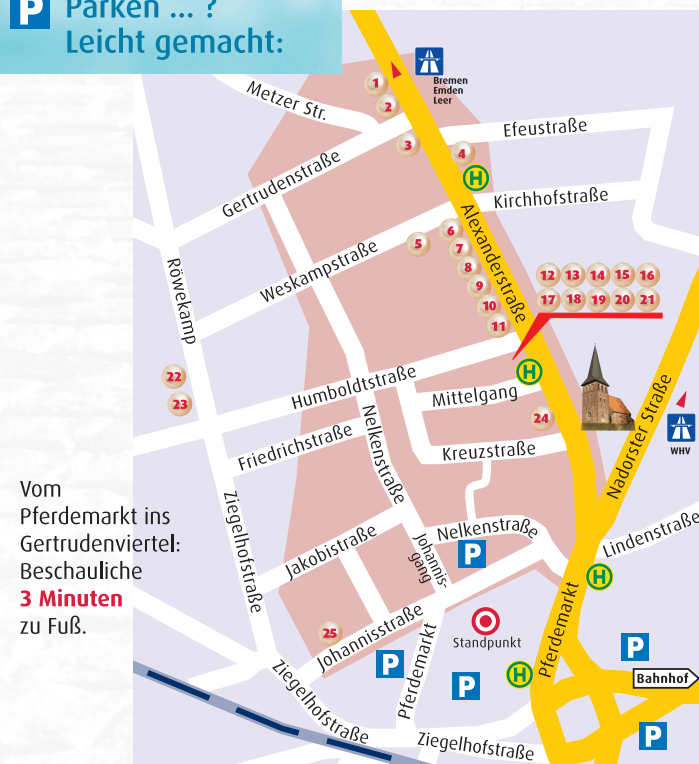 P Parken ... ?
Leicht gemacht:
Bremen
Emden
Leer
Metzer Str.
1
2
3
4
Efeustraße
H
Gertrudenstraße
Kirchhofstraße
Alexanderstraße
Weskampstraße
5
6
7
8
9
10
11
12 13 14 15 16
17 18 19 20 21
Röwekamp
22
23
Humboldtstraße
H
Mittelgang
24
Nadorster Straße
WHV
Friedrichstraße
Nelkenstraße
Kreuzstraße
Vom
Pferdemarkt ins
Gertrudenviertel:
Beschauliche
3 Minuten
zu Fuß.
Ziegelhofstraße
Jakobistraße
Johannis-
gang
Nelkenstraße
P
Lindenstraße
H
25
Johannisstraße
Standpunkt
Pferdemarkt
Pferdemarkt
P
P
H
P
Bahnhof
Ziegelhofstraße
Ziegelhofstraße
P